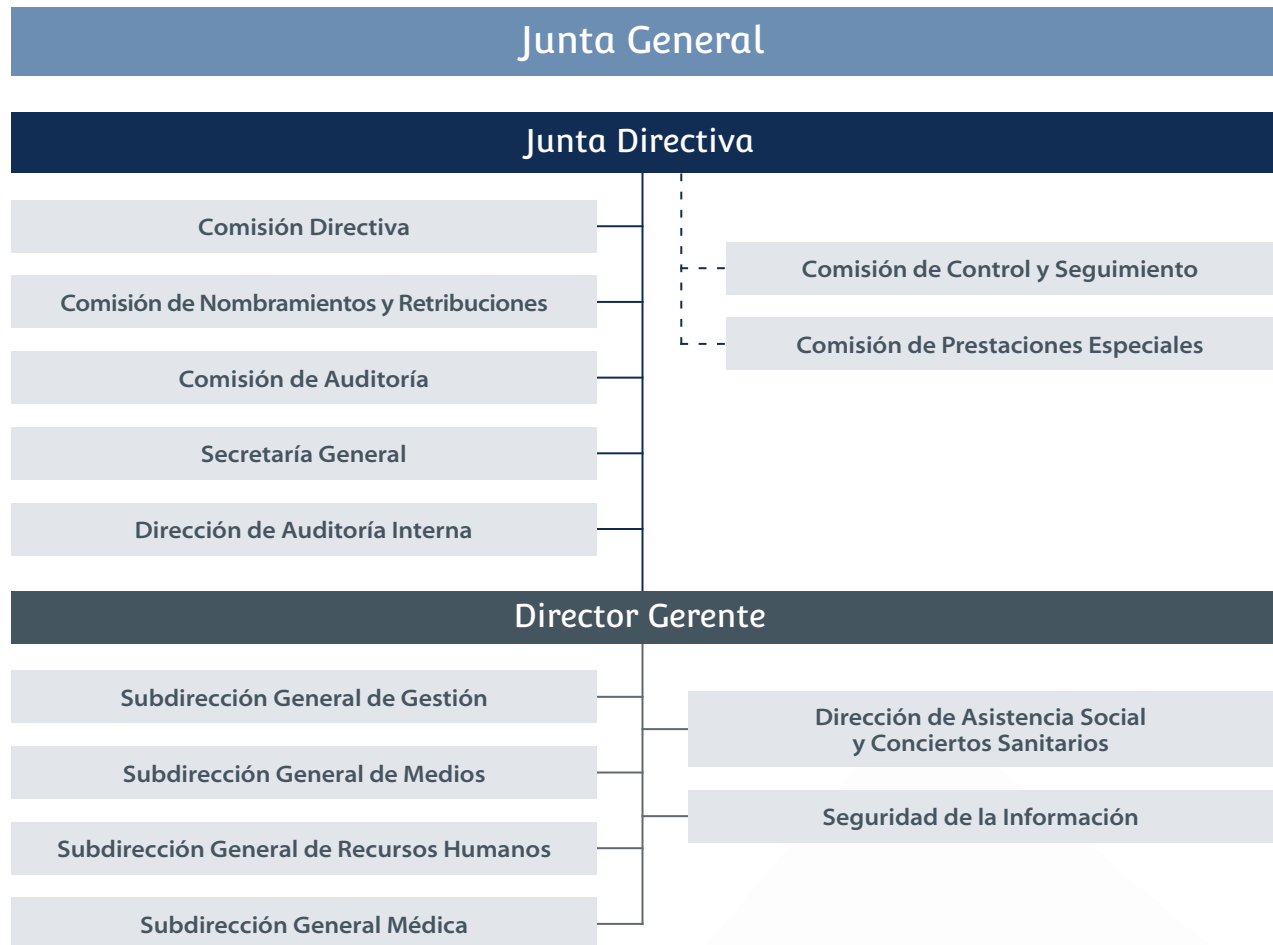 Junta General
Junta Directiva
Comisión Directiva
Comisión de Nombramientos y Retribuciones
Comisión de Auditoría
Secretaría General
Dirección de Auditoría Interna
Comisión de Control y Seguimiento
Comisión de Prestaciones Especiales
Director Gerente
Subdirección General de Gestión
Subdirección General de Medios
Subdirección General de Recursos Humanos
Subdirección General Médica
Dirección de Asistencia Social
y Conciertos Sanitarios
Seguridad de la Información